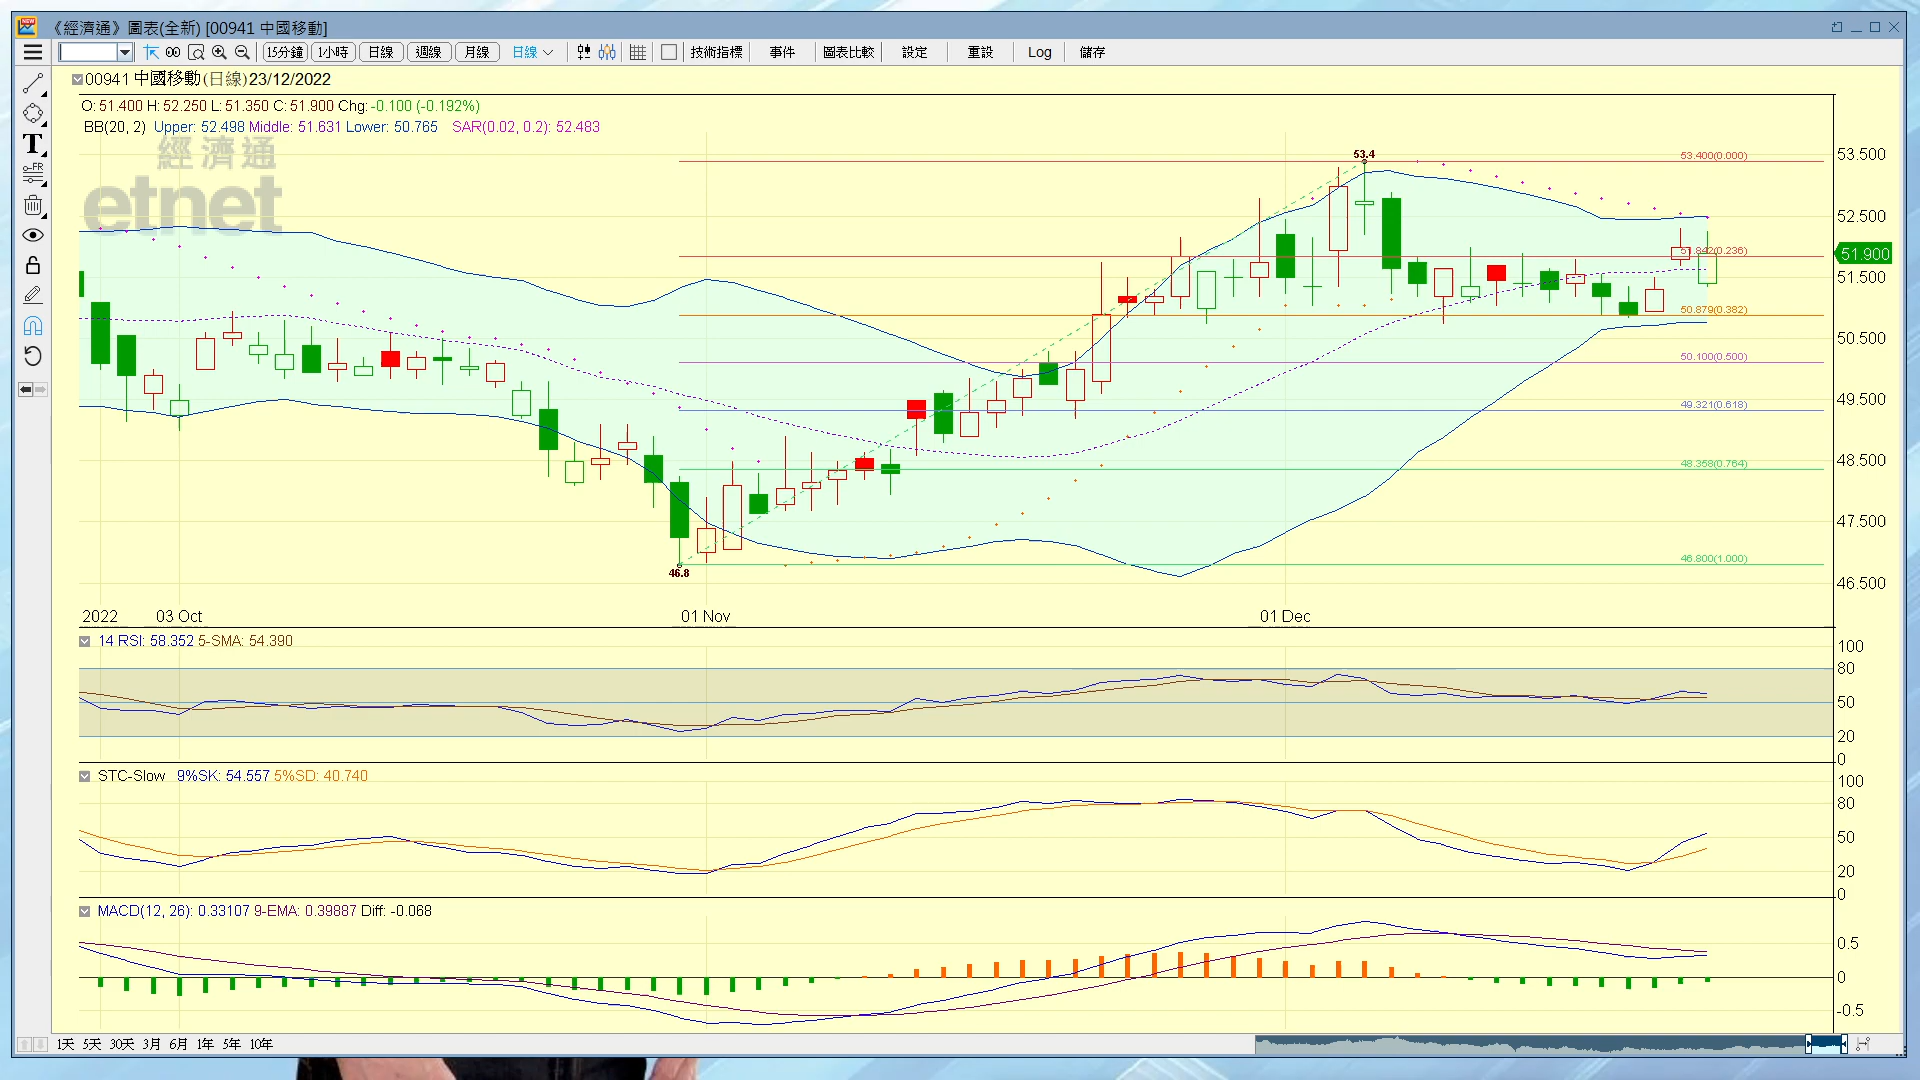 《經濟通》圖表(全新) [00941 中國移動]
15分鐘 1小時 日線 週線 月線 日線 技術指標 事件 圖表比較 設定 重設 Log 儲存
00941 中國移動(日線)23/12/2022
O: 51.400 H: 52.250 L: 51.350 C: 51.900 Chg: -0.100 (-0.192%)
BB(20, 2) Upper: 52.498 Middle: 51.631 Lower: 50.765 SAR(0.02, 0.2): 52.483
經濟通
etnet
T
FR
53.4
53.400(0.000)
53.500
52.500
51.842(0.236)
51.900
51.500
50.879(0.382)
50.500
50.100(0.500)
49.321(0.618)
49.500
48.358(0.764)
48.500
47.500
46.800(1.000)
46.8
46.500
2022 03 Oct 01 Nov 01 Dec
14 RSI: 58.352 5-SMA: 54.390
100
80
50
20
0
STC-Slow 9%SK: 54.557 5%SD: 40.740
100
80
50
20
0
MACD(12, 26): 0.33107 9-EMA: 0.39887 Diff: -0.068
0.5
0
-0.5
1天 5天 30天 3月 6月 1年 5年 10年